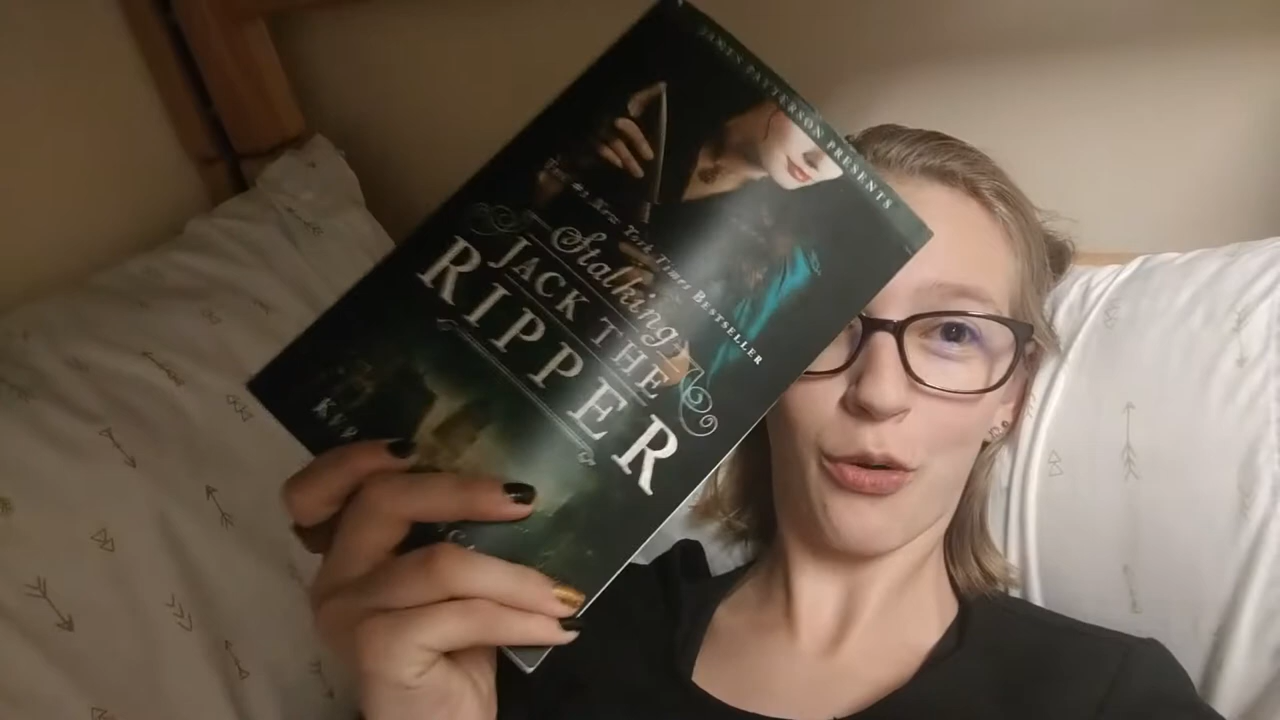 JAMES PATTERSON PRESENTS
THE #1 New York Times BESTSELLER
Stalking
JACK THE
RIPPER